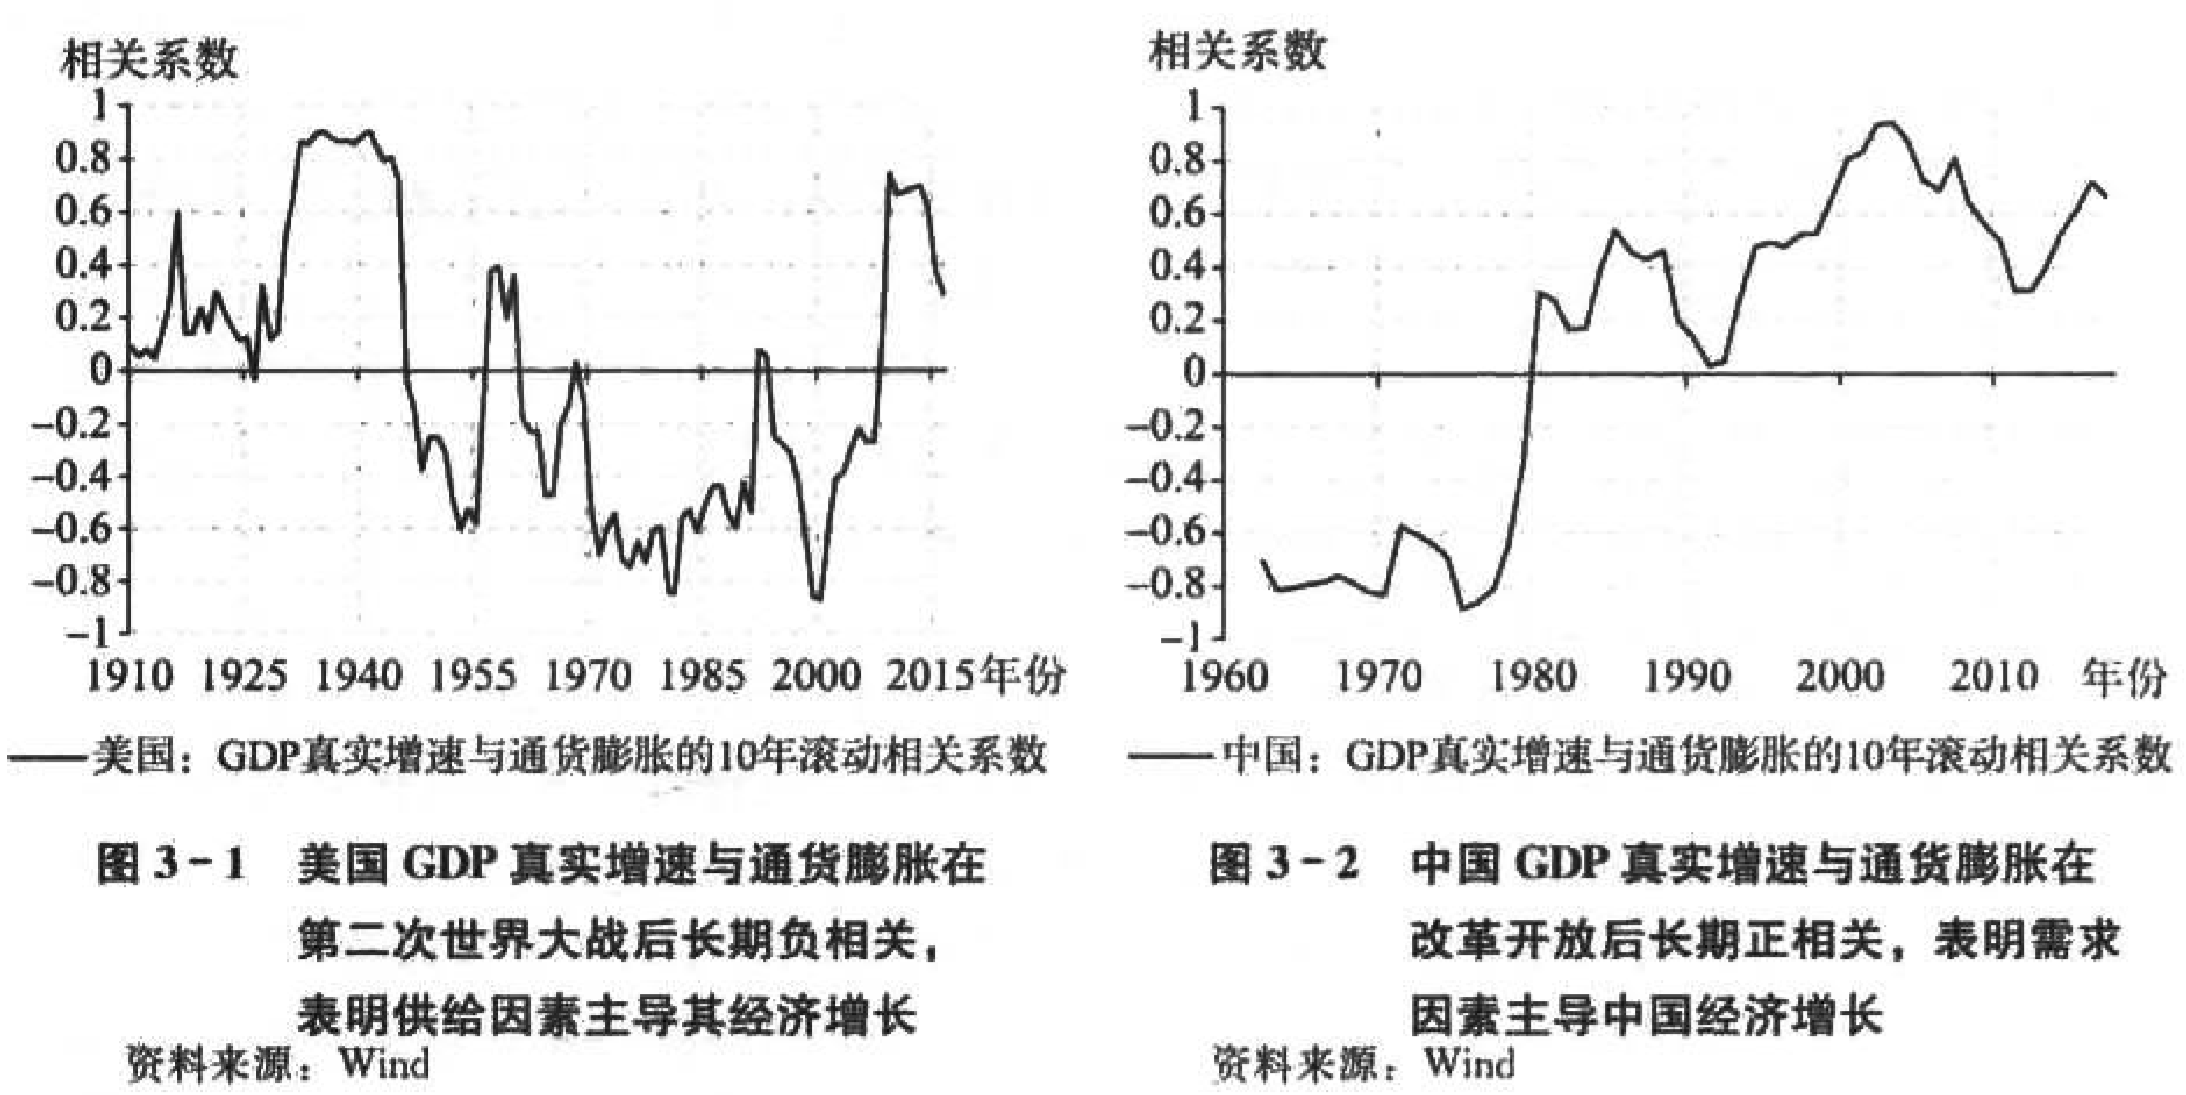 相关系数
1
0.8
0.6
0.4
0.2
0
-0.2
-0.4
-0.6
-0.8
-1
1910 1925 1940 1955 1970 1985 2000 2015年份
美国：GDP真实增速与通货膨胀的10年滚动相关系数
图 3-1 美国 GDP 真实增速与通货膨胀在
第二次世界大战后长期负相关，
表明供给因素主导其经济增长
资料来源：Wind
相关系数
1
0.8
0.6
0.4
0.2
0
-0.2
-0.4
-0.6
-0.8
-1
1960 1970 1980 1990 2000 2010 年份
中国：GDP真实增速与通货膨胀的10年滚动相关系数
图 3-2 中国 GDP 真实增速与通货膨胀在
改革开放后长期正相关，表明需求
因素主导中国经济增长
资料来源：Wind